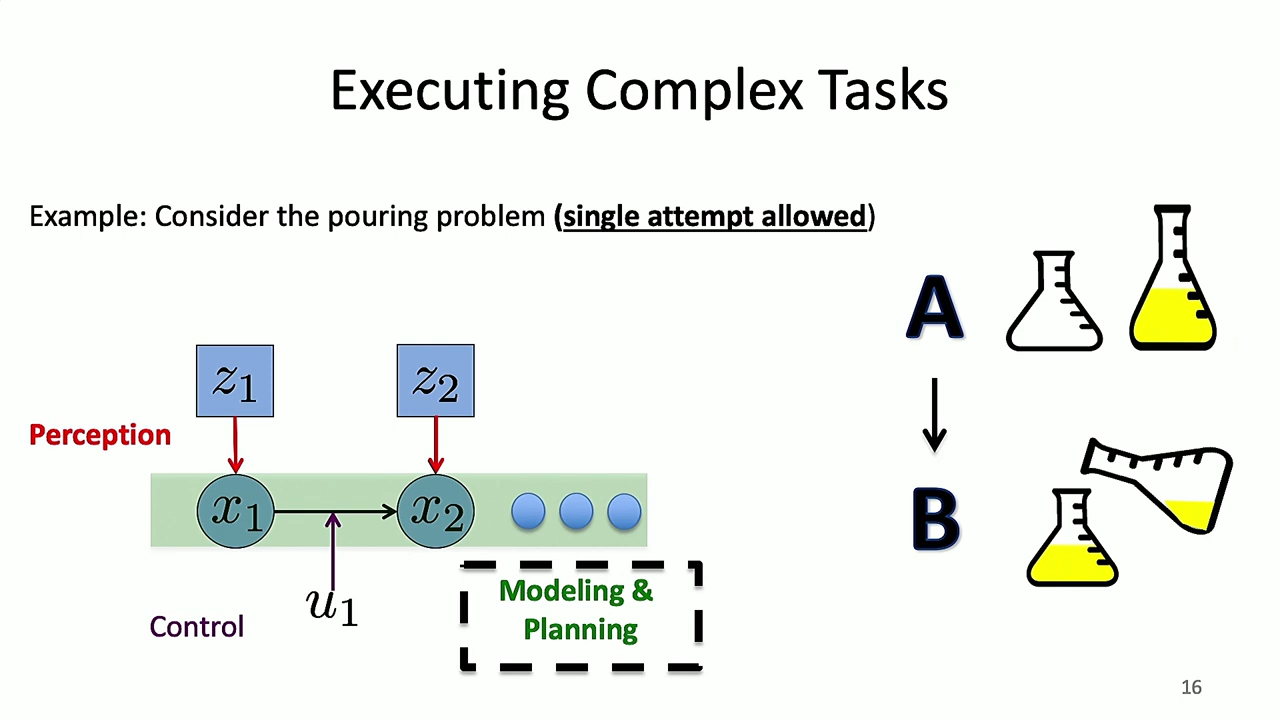 Executing Complex Tasks
Example: Consider the pouring problem (single attempt allowed)
A
z1 z2
Perception
x1 x2
B
u1
Modeling &
Planning
Control
16